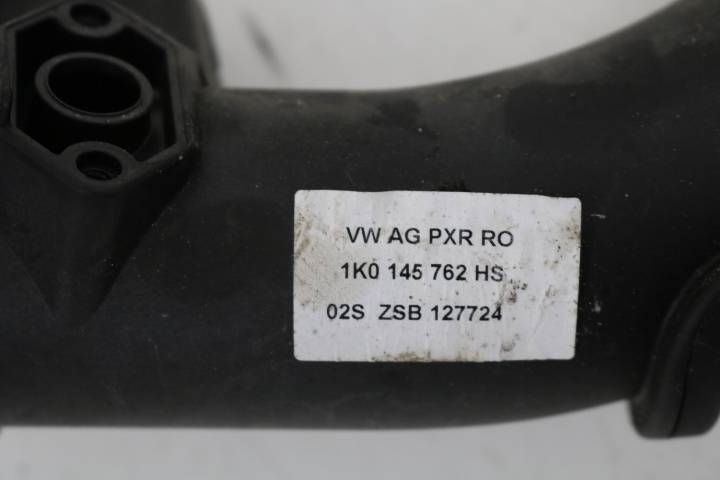 VW AG PXR RO
1K0 145 762 HS
02S ZSB 127724